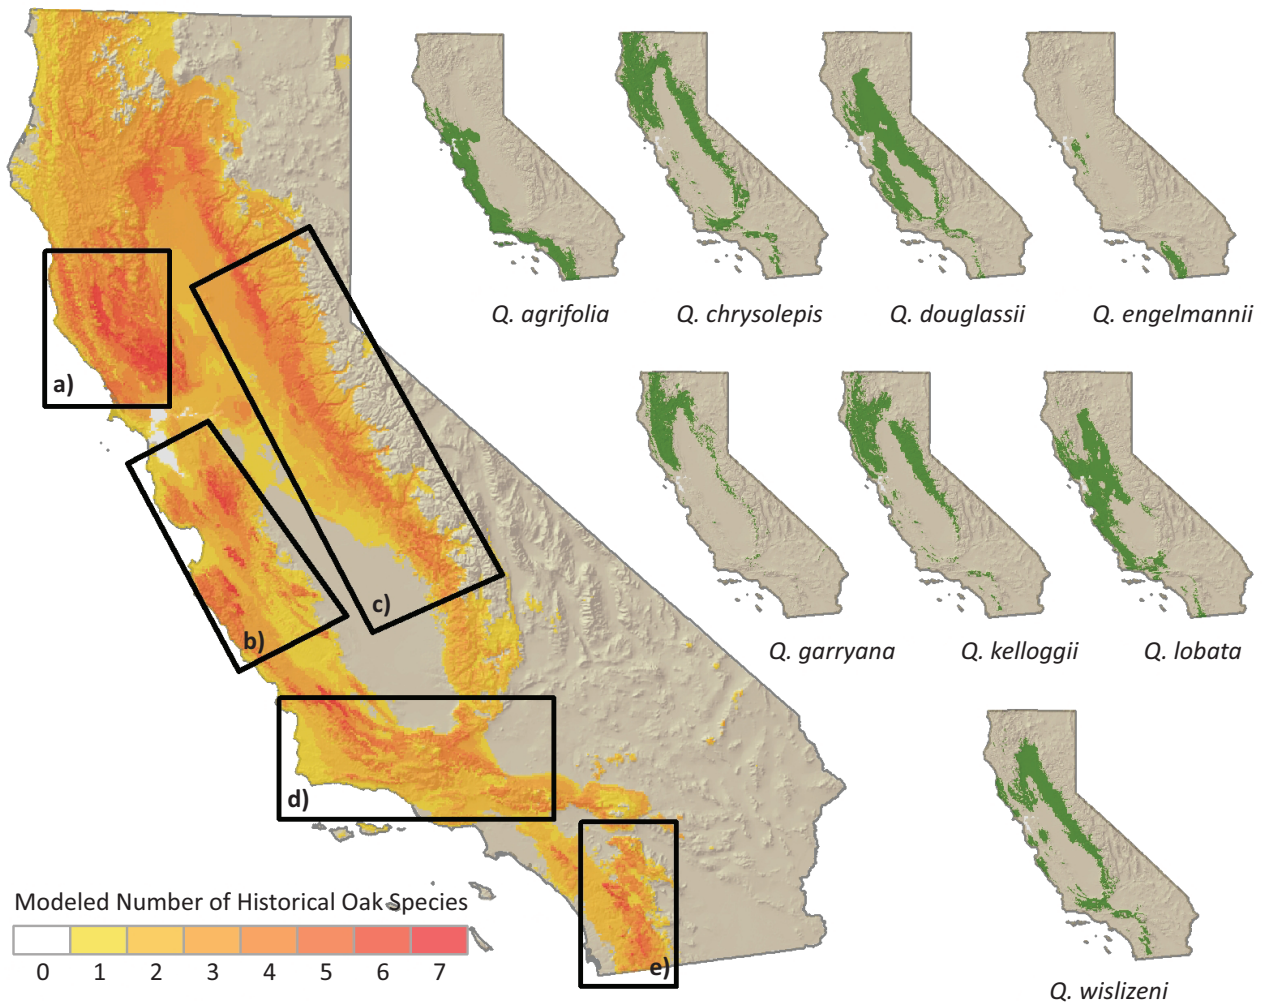 Q. agrifolia
Q. chrysolepis
Q. douglassii
Q. engelmannii
a)
b)
c)
Q. garryana
Q. kelloggii
Q. lobata
d)
e)
Modeled Number of Historical Oak Species
0 1 2 3 4 5 6 7
Q. wislizeni